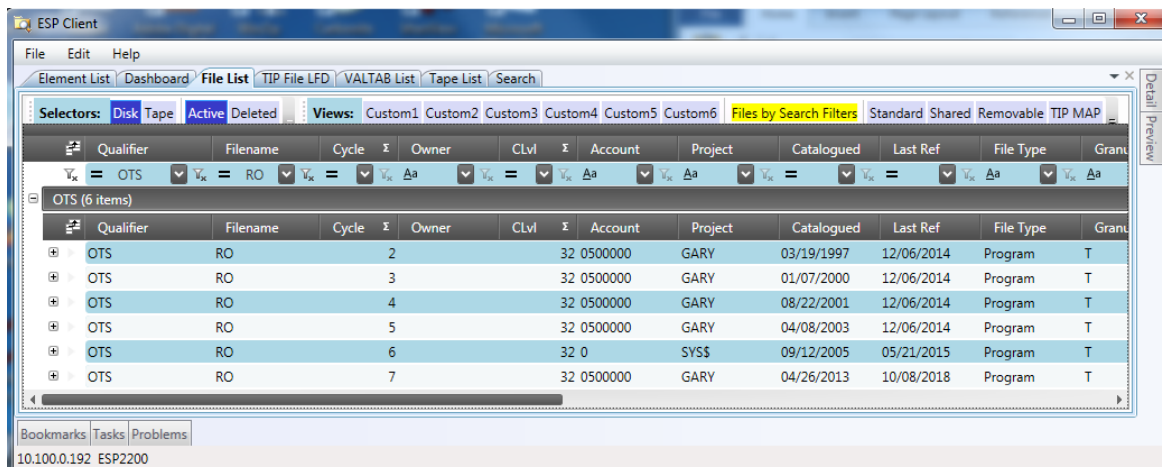 ESP Client
File Edit Help
Element List Dashboard File List TIP File LFD VALTAB List Tape List Search
Selectors: Disk Tape Active Deleted Views: Custom1 Custom2 Custom3 Custom4 Custom5 Custom6 Files by Search Filters Standard Shared Removable TIP MAP
Detail Preview
Qualifier Filename Cycle Σ Owner CLvl Σ Account Project Catalogued Last Ref File Type Granu
= OTS = RO = Aa = Aa Aa = = Aa Aa
OTS (6 items)
Qualifier Filename Cycle Σ Owner CLvl Σ Account Project Catalogued Last Ref File Type Granu
OTS RO 2 32 0500000 GARY 03/19/1997 12/06/2014 Program T
OTS RO 3 32 0500000 GARY 01/07/2000 12/06/2014 Program T
OTS RO 4 32 0500000 GARY 08/22/2001 12/06/2014 Program T
OTS RO 5 32 0500000 GARY 04/08/2003 12/06/2014 Program T
OTS RO 6 32 0 SYS$ 09/12/2005 05/21/2015 Program T
OTS RO 7 32 0500000 GARY 04/26/2013 10/08/2018 Program T
Bookmarks Tasks Problems
10.100.0.192 ESP2200